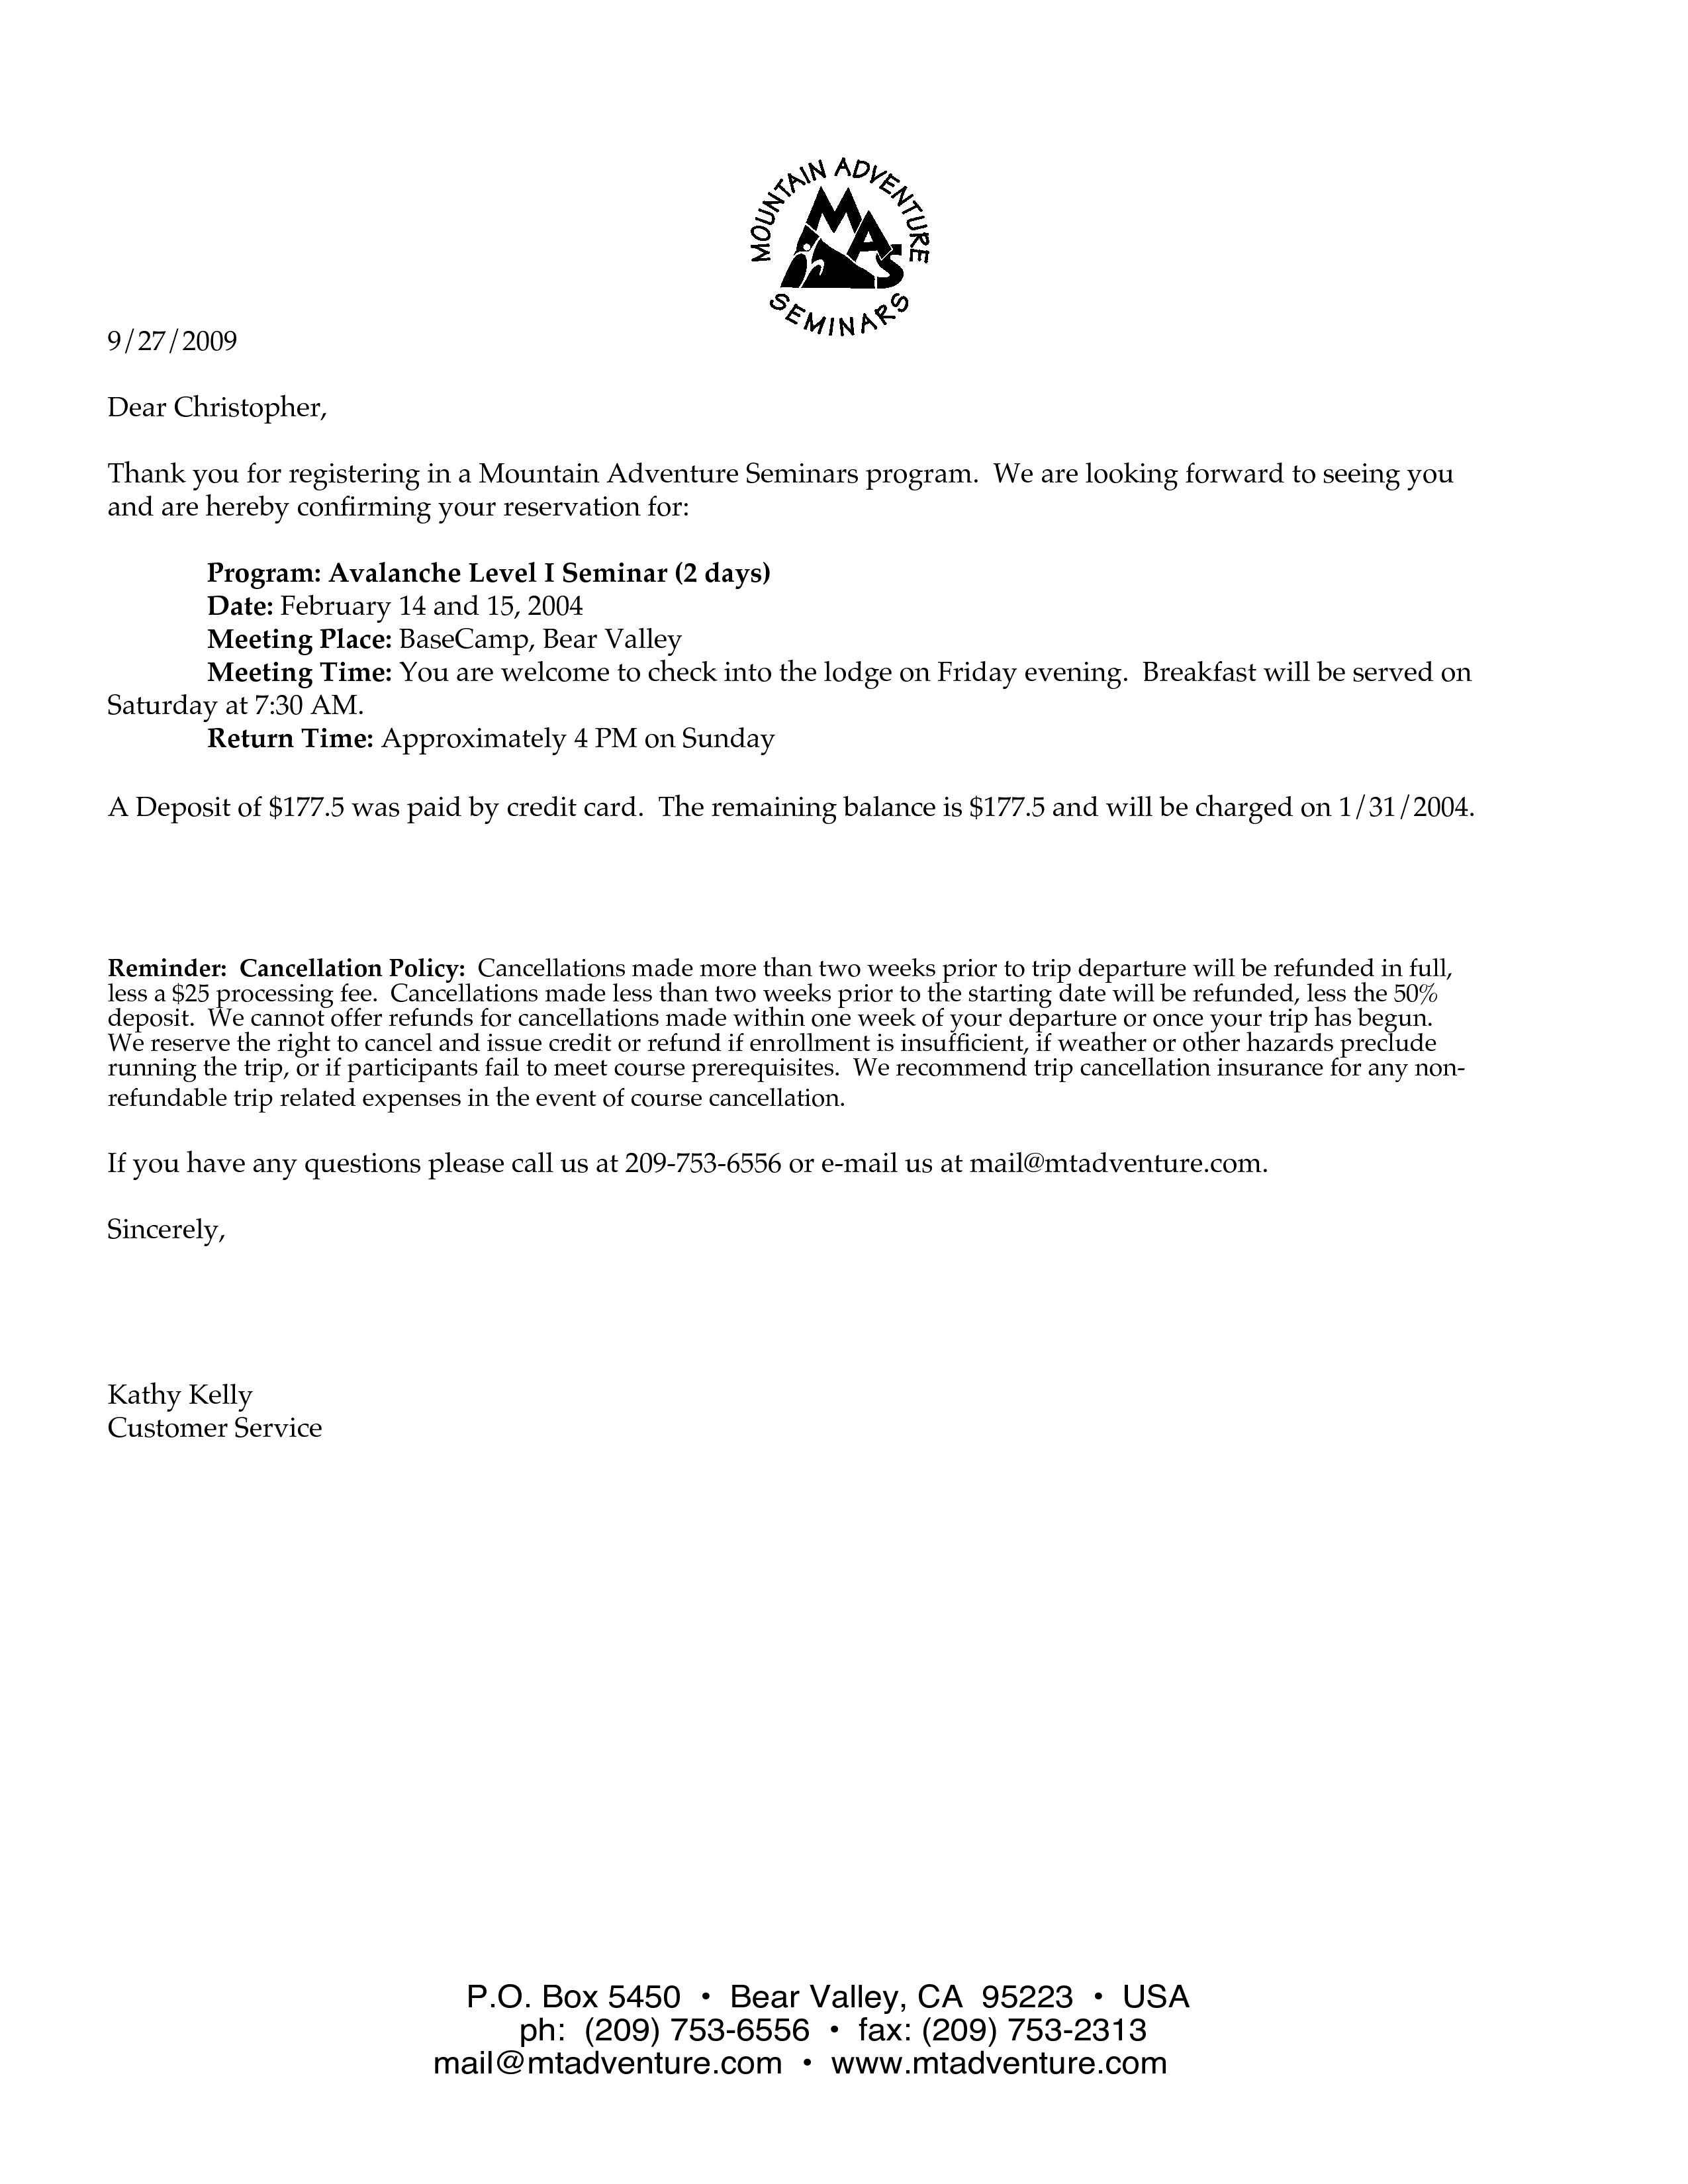 MOUNTAIN ADVENTURE
MAS
SEMINARS
9/27/2009
Dear Christopher,
Thank you for registering in a Mountain Adventure Seminars program.  We are looking forward to seeing you
and are hereby confirming your reservation for:
Program: Avalanche Level I Seminar (2 days)
Date: February 14 and 15, 2004
Meeting Place: BaseCamp, Bear Valley
Meeting Time: You are welcome to check into the lodge on Friday evening.  Breakfast will be served on
Saturday at 7:30 AM.
Return Time: Approximately 4 PM on Sunday
A Deposit of $177.5 was paid by credit card.  The remaining balance is $177.5 and will be charged on 1/31/2004.
Reminder:  Cancellation Policy:  Cancellations made more than two weeks prior to trip departure will be refunded in full,
less a $25 processing fee.  Cancellations made less than two weeks prior to the starting date will be refunded, less the 50%
deposit.  We cannot offer refunds for cancellations made within one week of your departure or once your trip has begun.
We reserve the right to cancel and issue credit or refund if enrollment is insufficient, if weather or other hazards preclude
running the trip, or if participants fail to meet course prerequisites.  We recommend trip cancellation insurance for any non-
refundable trip related expenses in the event of course cancellation.
If you have any questions please call us at 209-753-6556 or e-mail us at mail@mtadventure.com.
Sincerely,
Kathy Kelly
Customer Service
P.O. Box 5450 • Bear Valley, CA  95223 • USA
ph:  (209) 753-6556 • fax: (209) 753-2313
mail@mtadventure.com • www.mtadventure.com